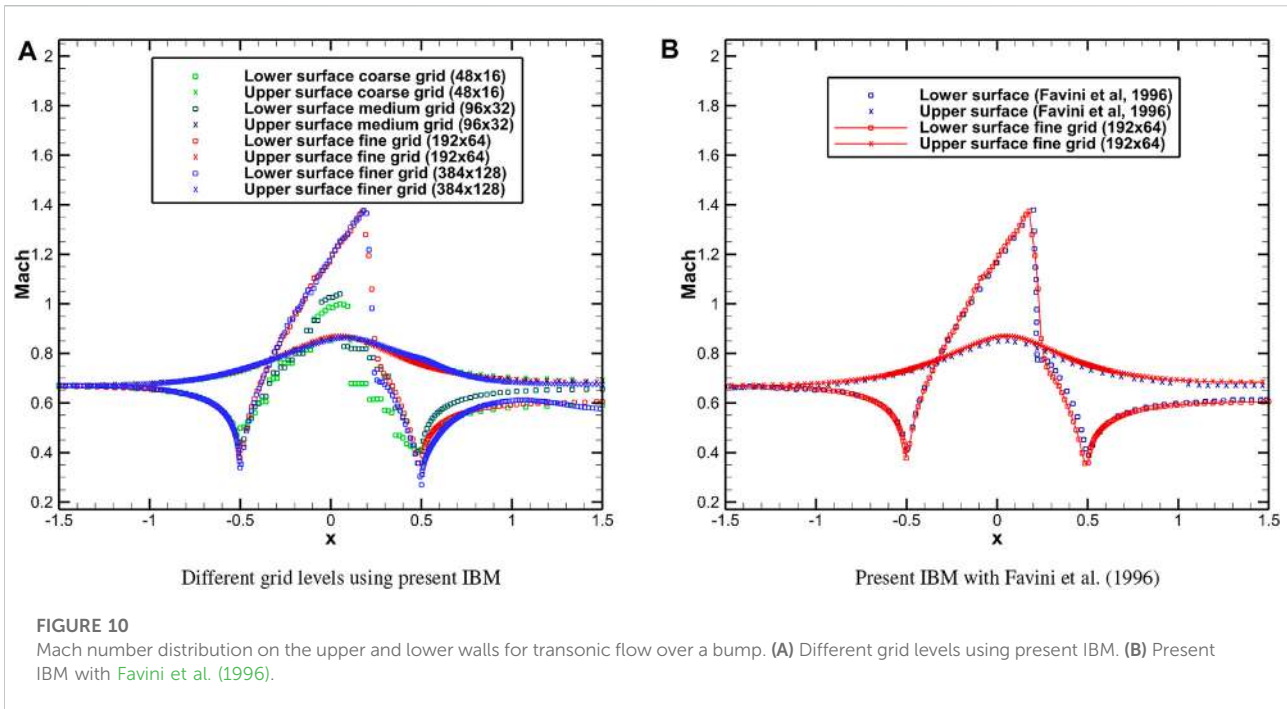 A
Lower surface coarse grid (48x16)
Upper surface coarse grid (48x16)
Lower surface medium grid (96x32)
Upper surface medium grid (96x32)
Lower surface fine grid (192x64)
Upper surface fine grid (192x64)
Lower surface finer grid (384x128)
Upper surface finer grid (384x128)
Mach
2
1.8
1.6
1.4
1.2
1
0.8
0.6
0.4
0.2
-1.5
-1
-0.5
0
0.5
1
1.5
x
Different grid levels using present IBM
B
Lower surface (Favini et al, 1996)
Upper surface (Favini et al, 1996)
Lower surface fine grid (192x64)
Upper surface fine grid (192x64)
Mach
2
1.8
1.6
1.4
1.2
1
0.8
0.6
0.4
0.2
-1.5
-1
-0.5
0
0.5
1
1.5
x
Present IBM with Favini et al. (1996)
FIGURE 10
Mach number distribution on the upper and lower walls for transonic flow over a bump. (A) Different grid levels using present IBM. (B) Present
IBM with Favini et al. (1996).